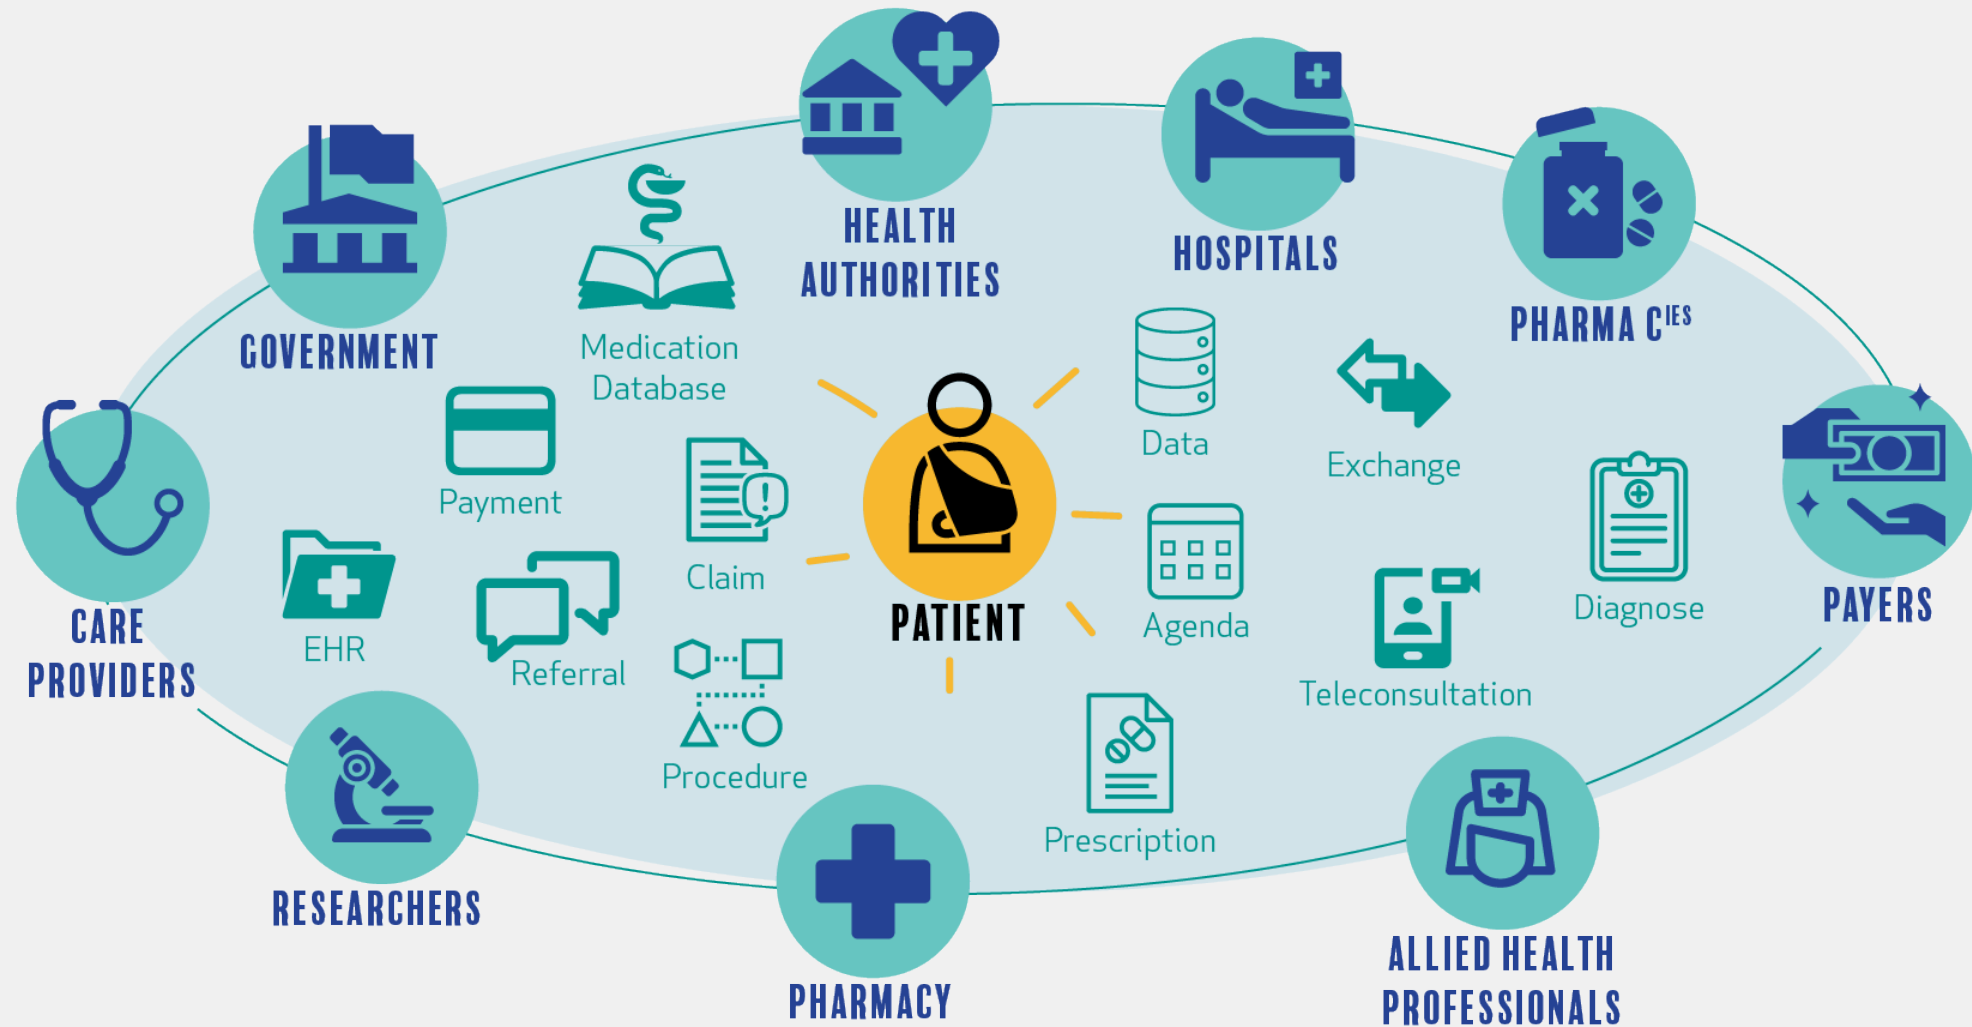 HEALTH
AUTHORITIES
HOSPITALS
PHARMA CIES
GOVERNMENT
Medication
Database
Payment
Claim
Data
Exchange
Diagnose
PAYERS
CARE
PROVIDERS
EHR
Referral
PATIENT
Agenda
Teleconsultation
Procedure
Prescription
RESEARCHERS
PHARMACY
ALLIED HEALTH
PROFESSIONALS